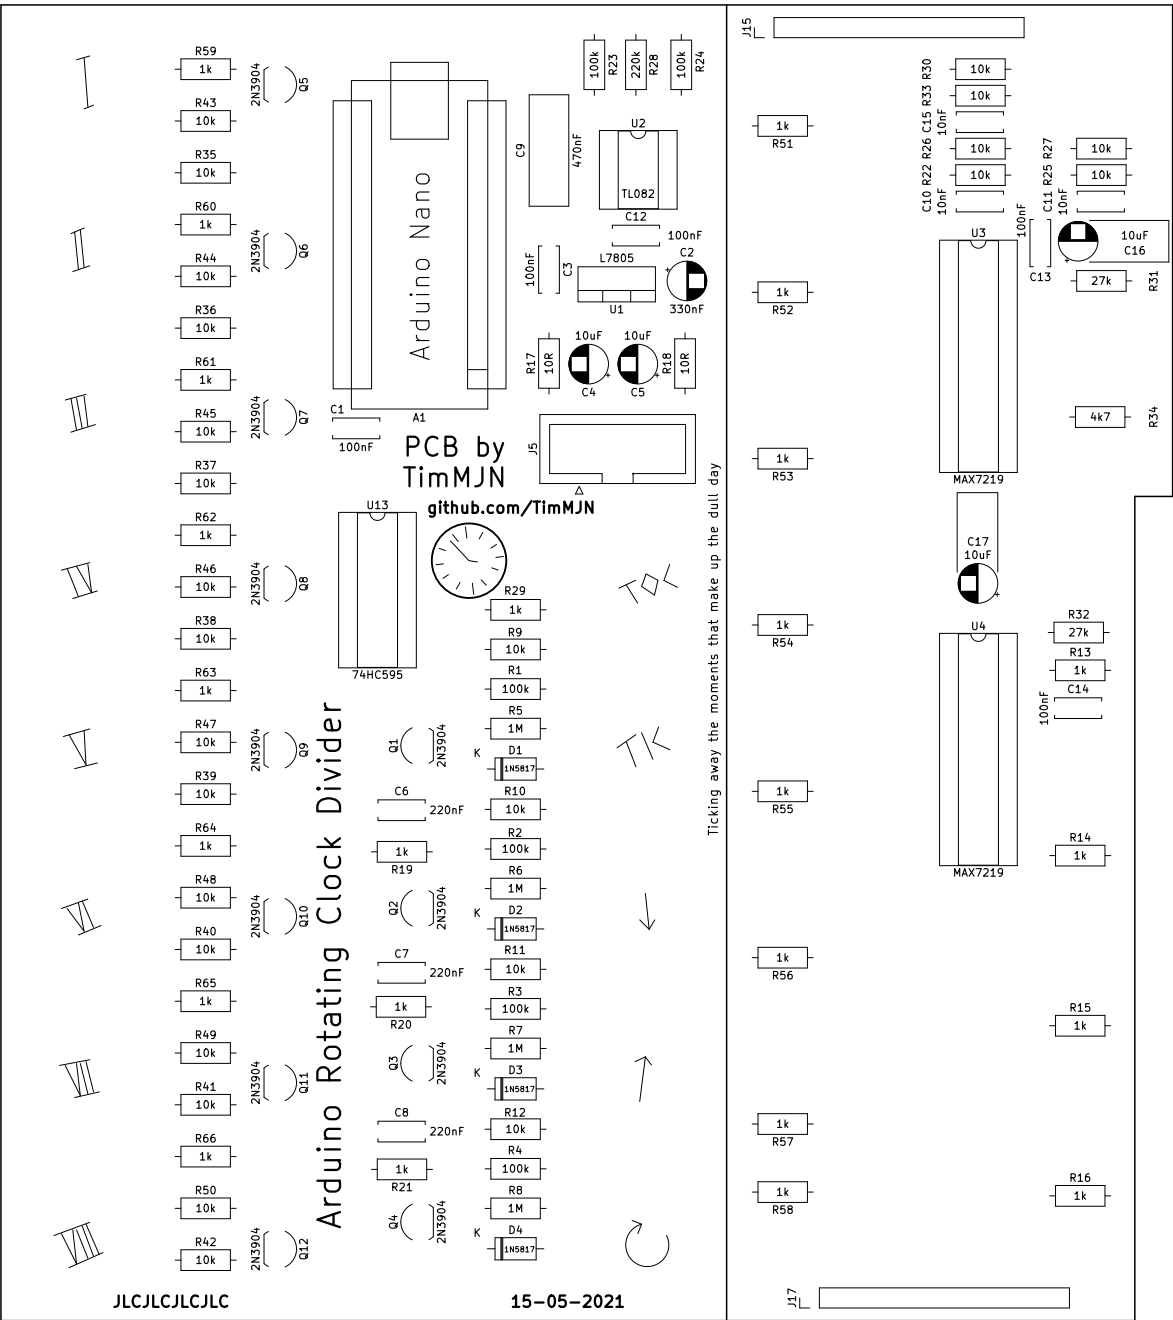 R59
1k
2N3904
Q5
R43
10k
R35
10k
R60
1k
2N3904
Q6
R44
10k
R36
10k
R61
1k
2N3904
Q7
R45
10k
R37
10k
R62
1k
2N3904
Q8
R46
10k
R38
10k
R63
1k
2N3904
Q9
R47
10k
R39
10k
R64
1k
R48
10k
2N3904
Q10
R40
10k
R65
1k
R49
10k
2N3904
Q11
R41
10k
R66
1k
R50
10k
2N3904
Q12
R42
10k
I
II
III
IV
V
VI
VII
VIII
JLCJLCJLCJLC
Arduino Nano
A1
C1
100nF
PCB by
TimMJN
github.com/TimMJN
U13
74HC595
Arduino Rotating Clock Divider
100k
R23
220k
R28
100k
R24
C9
470nF
U2
TL082
C12
100nF
100nF
C3
L7805
U1
C2
+
330nF
R17
10R
10uF
+
C4
10uF
+
C5
R18
10R
J5
TOK
TIK
Ticking away the moments that make up the dull day
R29
1k
R9
10k
R1
100k
R5
1M
Q1
2N3904
K
D1
1N5817
C6
220nF
R10
10k
R2
100k
1k
R19
R6
1M
Q2
2N3904
K
D2
1N5817
C7
220nF
R11
10k
R3
100k
1k
R20
R7
1M
Q3
2N3904
K
D3
1N5817
C8
220nF
R12
10k
R4
100k
1k
R21
R8
1M
Q4
2N3904
K
D4
1N5817
15-05-2021
J15
1k
R51
1k
R52
1k
R53
1k
R54
1k
R55
1k
R56
1k
R57
1k
R58
R30
10k
R33
10k
C15
10nF
R26
10k
R22
10k
C10
10nF
R27
10k
R25
10k
C11
10nF
U3
MAX7219
100nF
C13
+
10uF
C16
27k
R31
4k7
R34
C17
10uF
+
U4
MAX7219
R32
27k
R13
1k
C14
100nF
R14
1k
R15
1k
R16
1k
J17